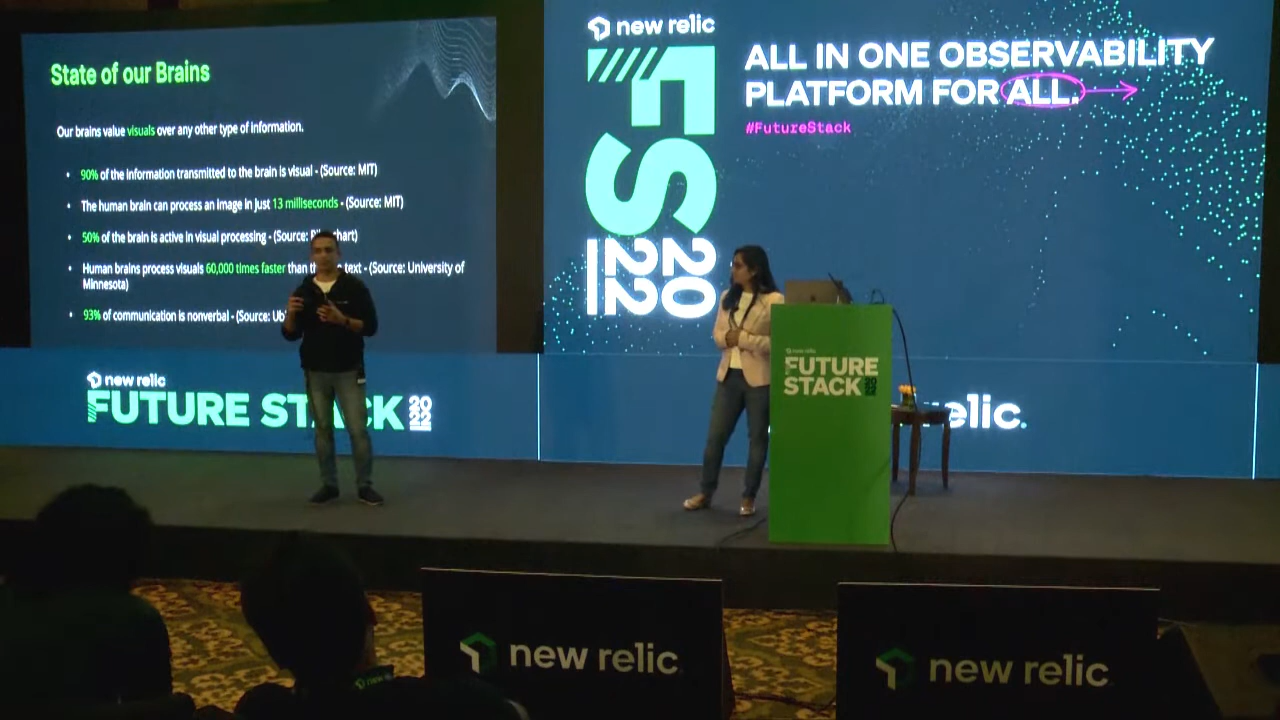 State of our Brains
Our brains value visuals over any other type of information.
• 90% of the information transmitted to the brain is visual - (Source: MIT)
• The human brain can process an image in just 13 milliseconds - (Source: MIT)
• 50% of the brain is active in visual processing - (Source:
• Human brains process visuals 60,000 times faster than text - (Source: University of
Minnesota)
• 93% of communication is nonverbal - (Source:
new relic
FUTURE STACK 2022
new relic
FS
2022
ALL IN ONE OBSERVABILITY
PLATFORM FOR ALL.
#FutureStack
new relic
FUTURE
STACK 2022
relic.
new relic
new relic